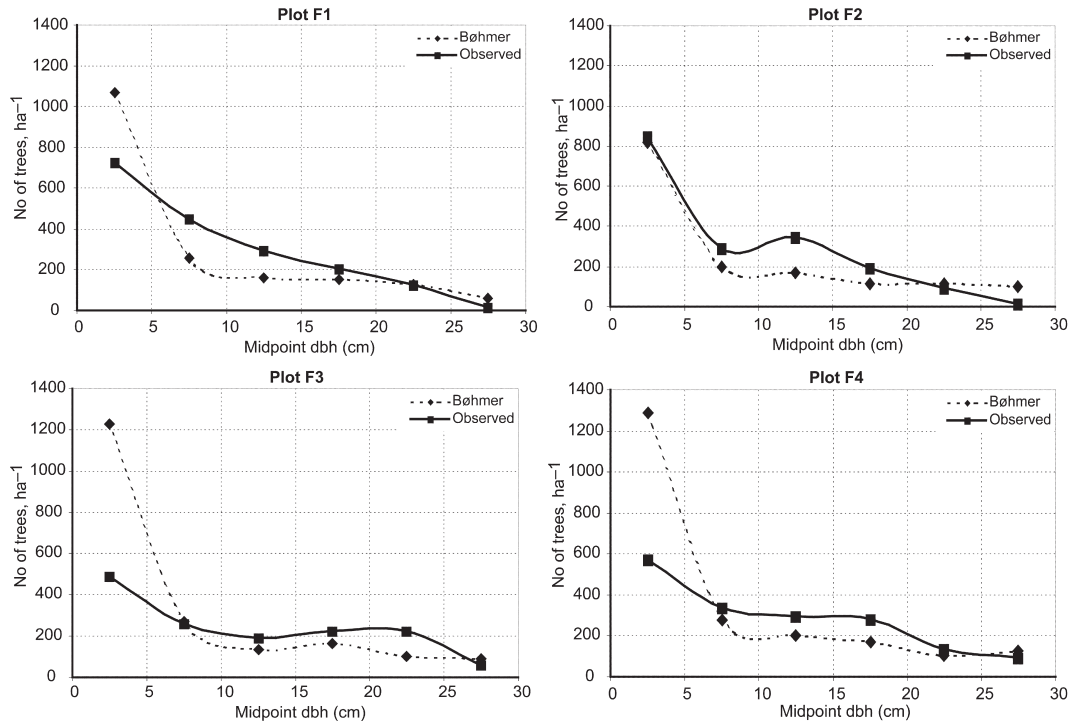 Plot F1
No of trees, ha–1
1400
1200
1000
800
600
400
200
0
0 5 10 15 20 25 30
Midpoint dbh (cm)
Bøhmer
Observed
Plot F2
No of trees, ha–1
1400
1200
1000
800
600
400
200
0
0 5 10 15 20 25 30
Midpoint dbh (cm)
Bøhmer
Observed
Plot F3
No of trees, ha–1
1400
1200
1000
800
600
400
200
0
0 5 10 15 20 25 30
Midpoint dbh (cm)
Bøhmer
Observed
Plot F4
No of trees, ha–1
1400
1200
1000
800
600
400
200
0
0 5 10 15 20 25 30
Midpoint dbh (cm)
Bøhmer
Observed